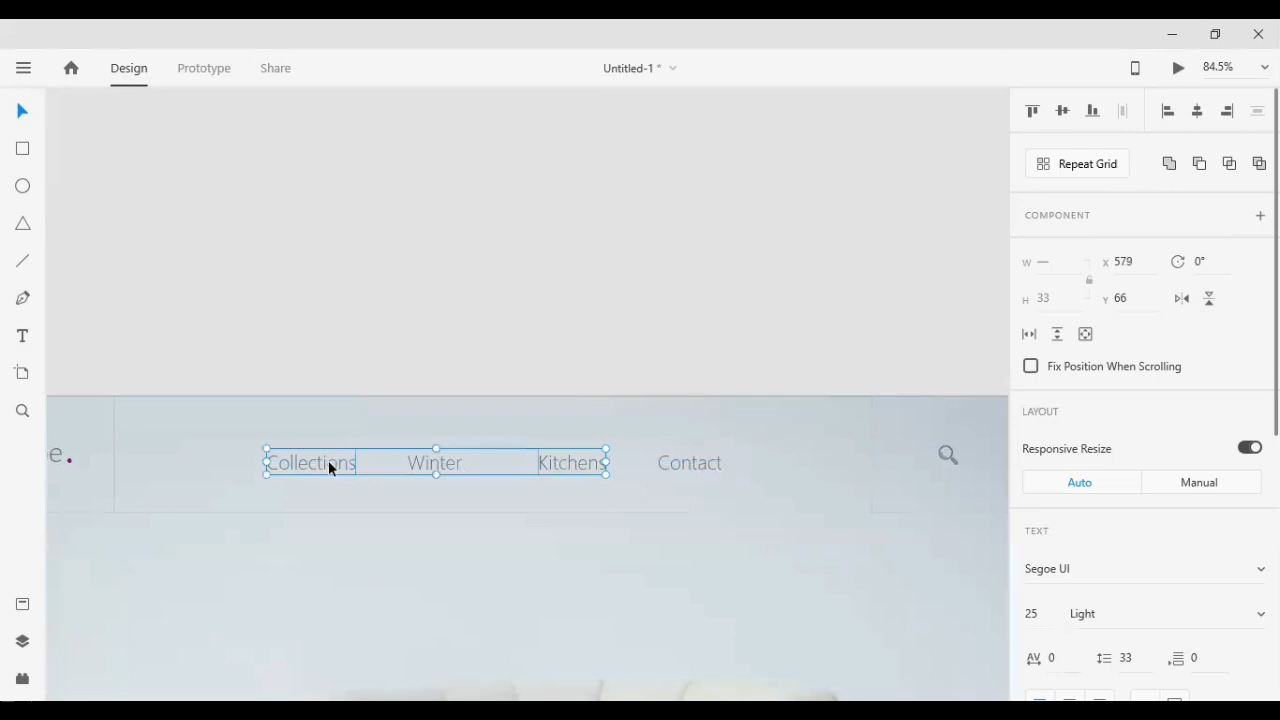 Design Prototype Share Untitled-1 * 84.5%
Repeat Grid
COMPONENT +
W — X 579 0°
H 33 Y 66
Fix Position When Scrolling
LAYOUT
e. Collections Winter Kitchens Contact
Responsive Resize
Auto Manual
TEXT
Segoe UI
25 Light
AV 0 33 0